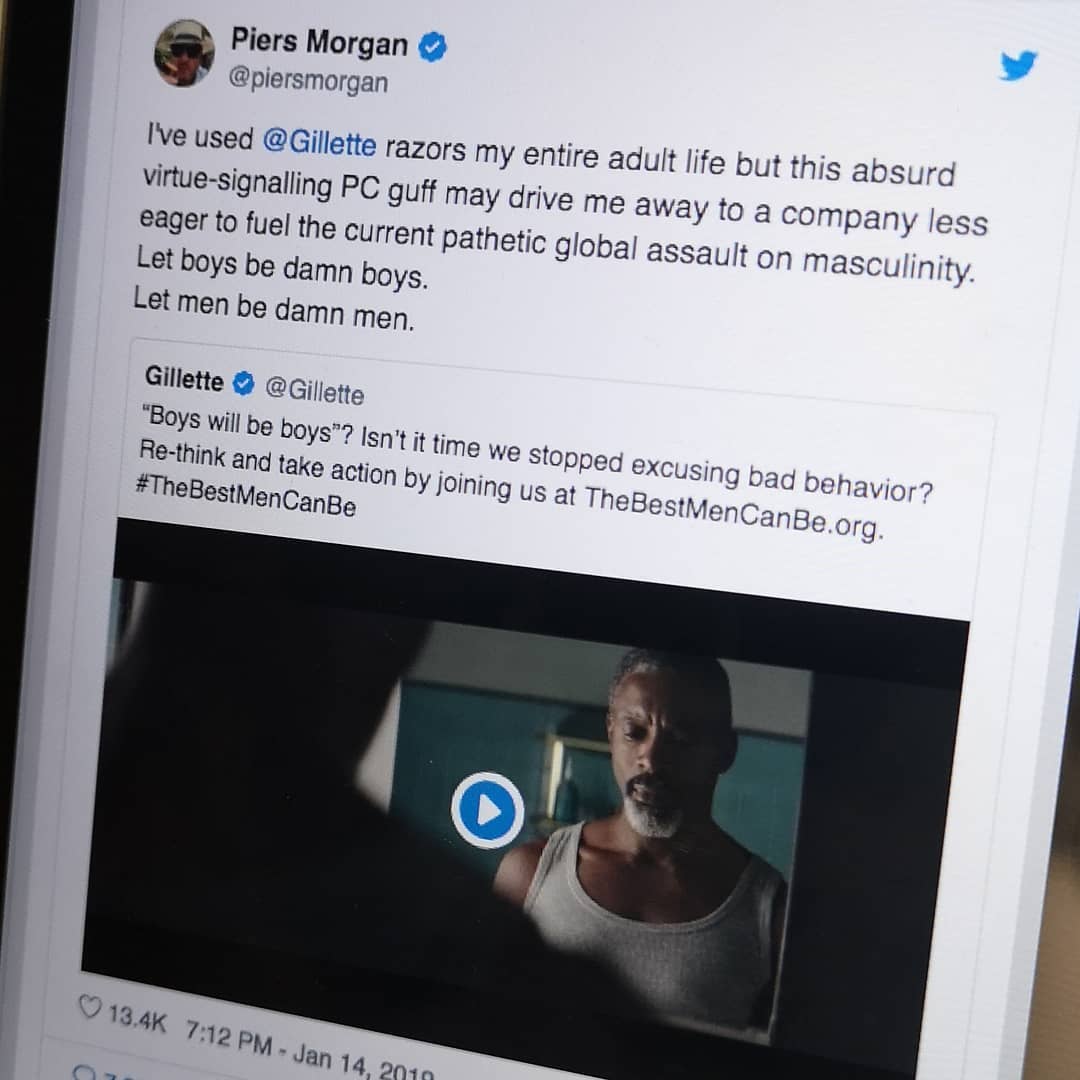 Piers Morgan
@piersmorgan
I've used @Gillette razors my entire adult life but this absurd
virtue-signalling PC guff may drive me away to a company less
eager to fuel the current pathetic global assault on masculinity.
Let boys be damn boys.
Let men be damn men.
Gillette @Gillette
“Boys will be boys”? Isn’t it time we stopped excusing bad behavior?
Re-think and take action by joining us at TheBestMenCanBe.org.
#TheBestMenCanBe
13.4K 7:12 PM - Jan 14, 2019